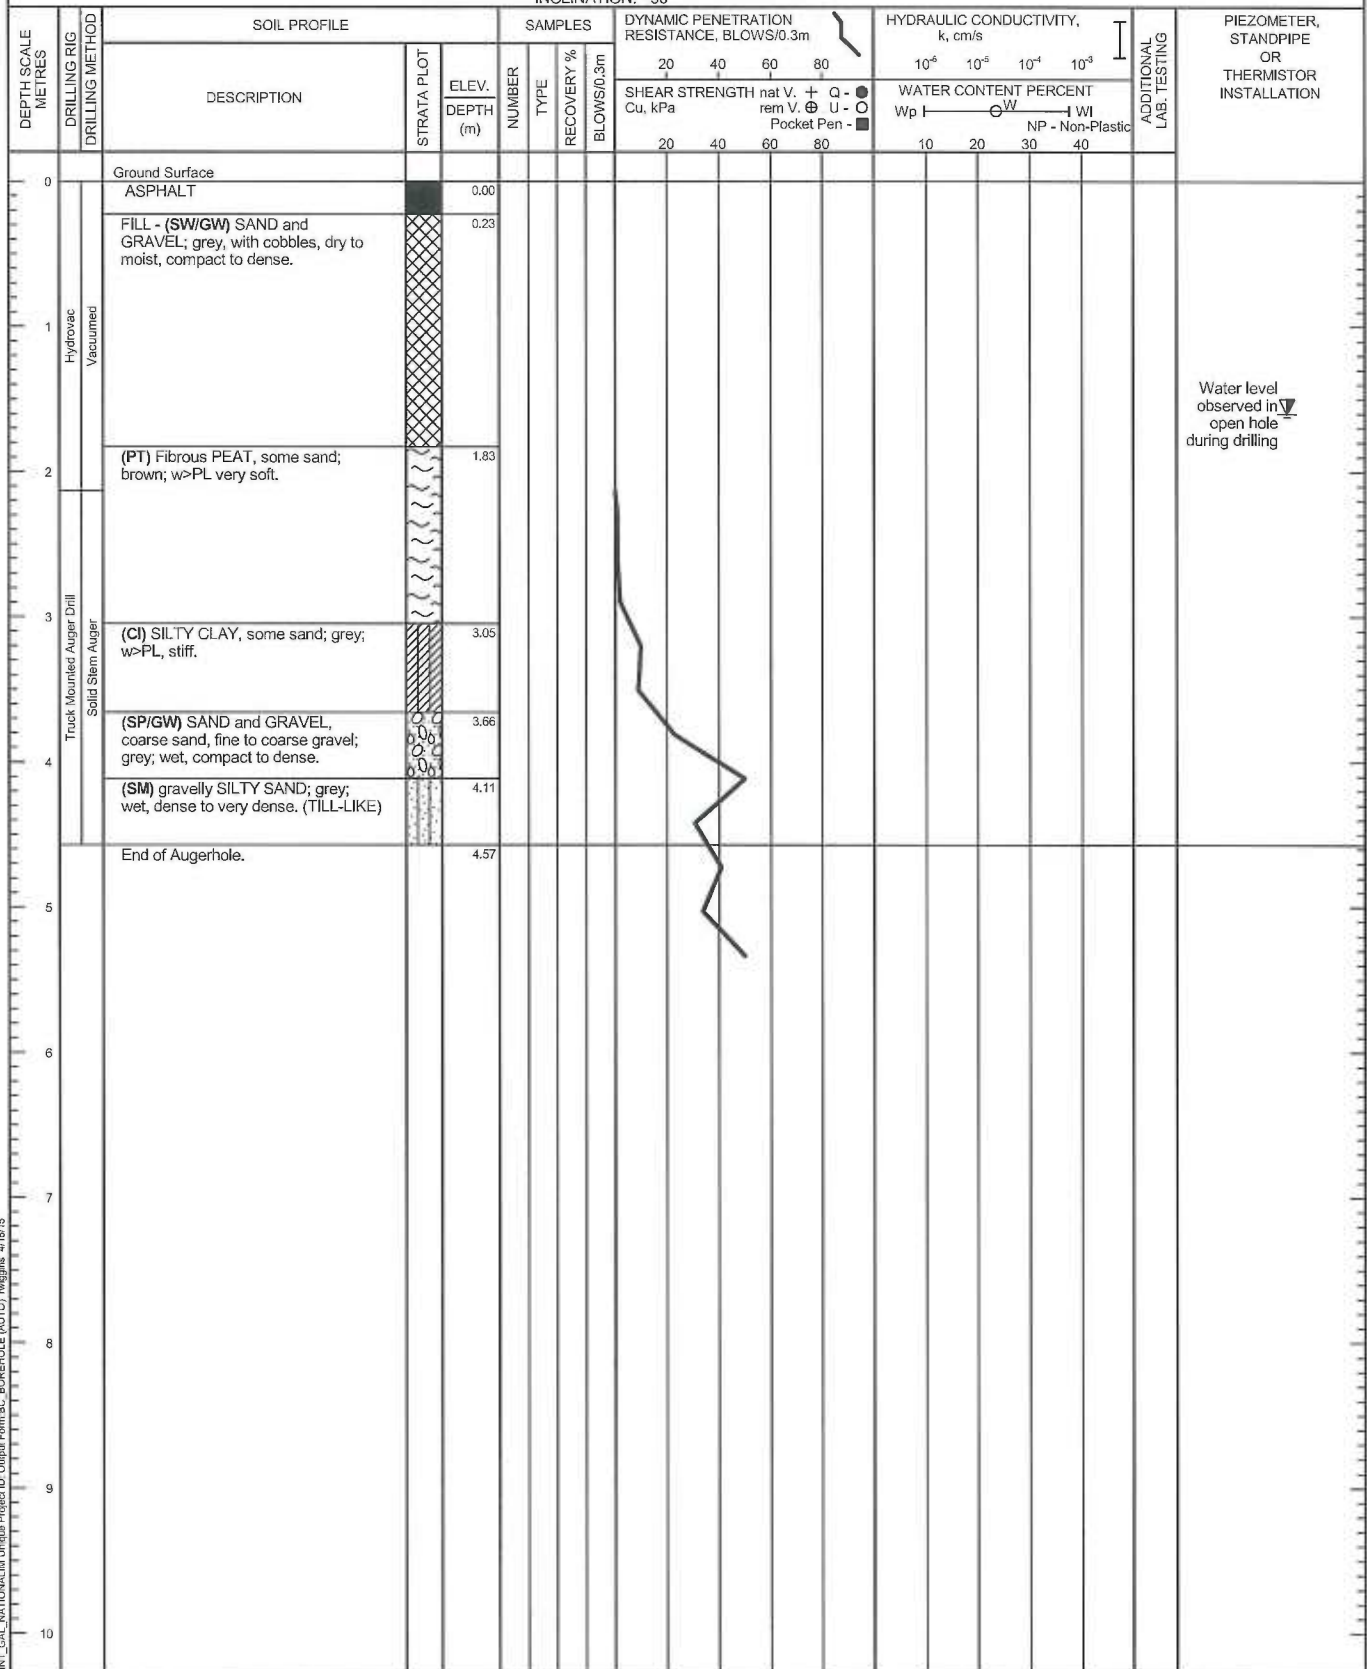 DEPTH SCALE
METRES
DRILLING RIG
DRILLING METHOD
SOIL PROFILE
DESCRIPTION
STRATA PLOT
ELEV.
DEPTH
(m)
SAMPLES
NUMBER
TYPE
RECOVERY %
BLOWS/0.3m
DYNAMIC PENETRATION
RESISTANCE, BLOWS/0.3m
20 40 60 80
SHEAR STRENGTH nat V. + Q - ●
Cu, kPa rem V. ⊕ U - O
Pocket Pen - ■
20 40 60 80
HYDRAULIC CONDUCTIVITY,
k, cm/s
10⁻⁶ 10⁻⁵ 10⁻⁴ 10⁻³
WATER CONTENT PERCENT
Wp W Wl
NP - Non-Plastic
10 20 30 40
ADDITIONAL
LAB. TESTING
PIEZOMETER,
STANDPIPE
OR
THERMISTOR
INSTALLATION
Ground Surface
0
ASPHALT 0.00
FILL - (SW/GW) SAND and 0.23
GRAVEL; grey, with cobbles, dry to
moist, compact to dense.
1
Hydrovac
Vacuumed
Water level
observed in
open hole
during drilling
(PT) Fibrous PEAT, some sand; 1.83
brown; w>PL very soft.
2
3
Truck Mounted Auger Drill
Solid Stem Auger
(CI) SILTY CLAY, some sand; grey; 3.05
w>PL, stiff.
(SP/GW) SAND and GRAVEL, 3.66
coarse sand, fine to coarse gravel;
grey; wet, compact to dense.
4
(SM) gravelly SILTY SAND; grey; 4.11
wet, dense to very dense. (TILL-LIKE)
End of Augerhole. 4.57
5
6
7
8
9
10